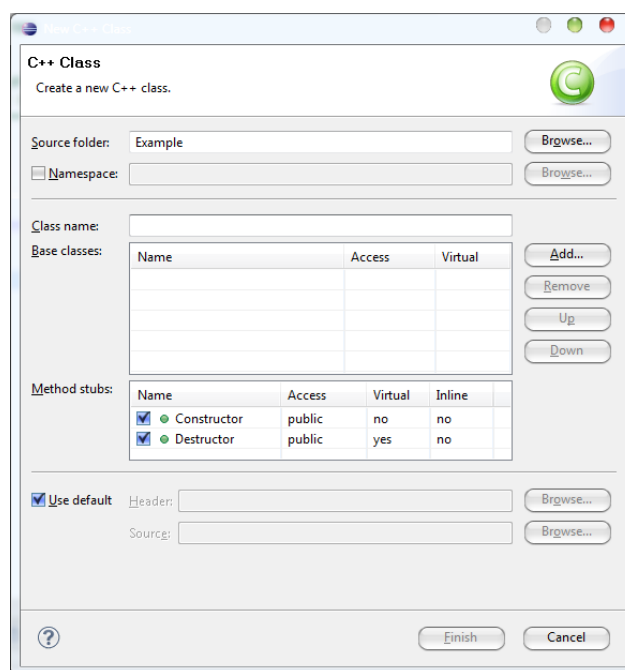 New C++ Class
C++ Class
Create a new C++ class.
Source folder: Example Browse...
Namespace: Browse...
Class name:
Base classes: Name Access Virtual Add...
Remove
Up
Down
Method stubs: Name Access Virtual Inline
Constructor public no no
Destructor public yes no
Use default Header: Browse...
Source: Browse...
? Finish Cancel